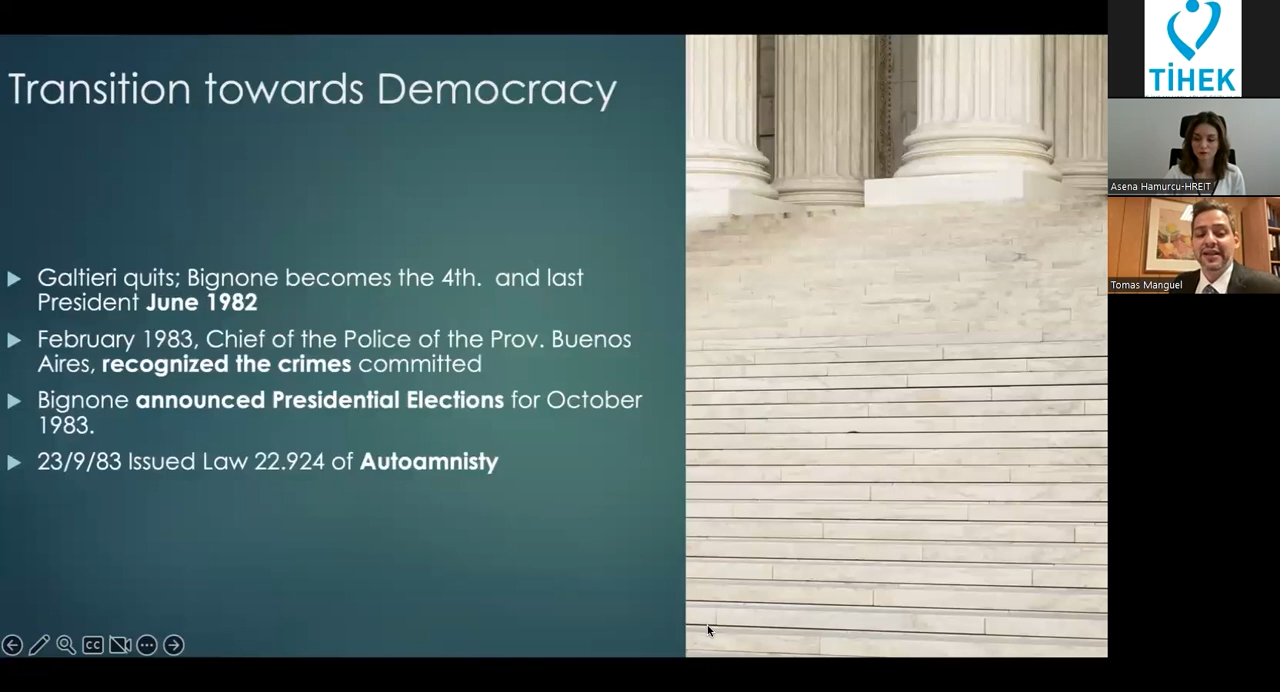 Transition towards Democracy
Galtieri quits; Bignone becomes the 4th. and last
President June 1982
February 1983, Chief of the Police of the Prov. Buenos
Aires, recognized the crimes committed
Bignone announced Presidential Elections for October
1983.
23/9/83 Issued Law 22.924 of Autoamnisty
CC
TİHEK
Asena Hamurcu-HREIT
Tomas Manguel